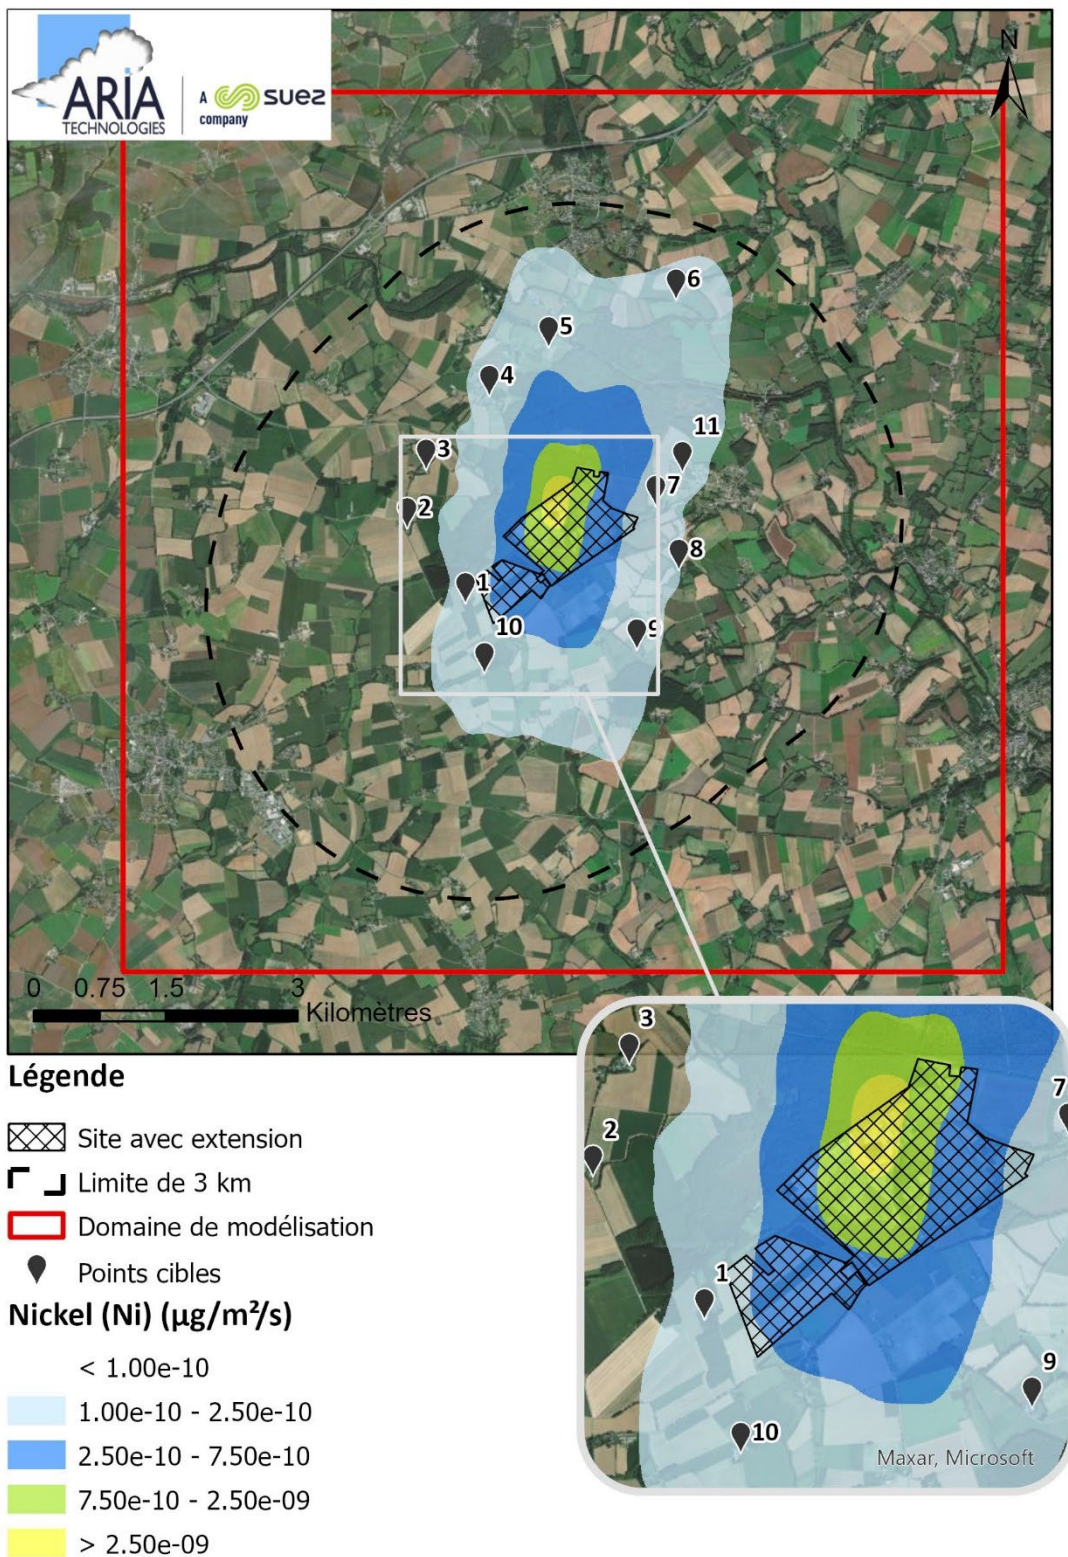 ARIA
TECHNOLOGIES
A
company
suez
N
6
5
4
3
11
2
7
8
1
10
9
0 0.75 1.5 3
Kilomètres
Légende
Site avec extension
Limite de 3 km
Domaine de modélisation
Points cibles
Nickel (Ni) (µg/m²/s)
< 1.00e-10
1.00e-10 - 2.50e-10
2.50e-10 - 7.50e-10
7.50e-10 - 2.50e-09
> 2.50e-09
3
7
2
1
9
10
Maxar, Microsoft